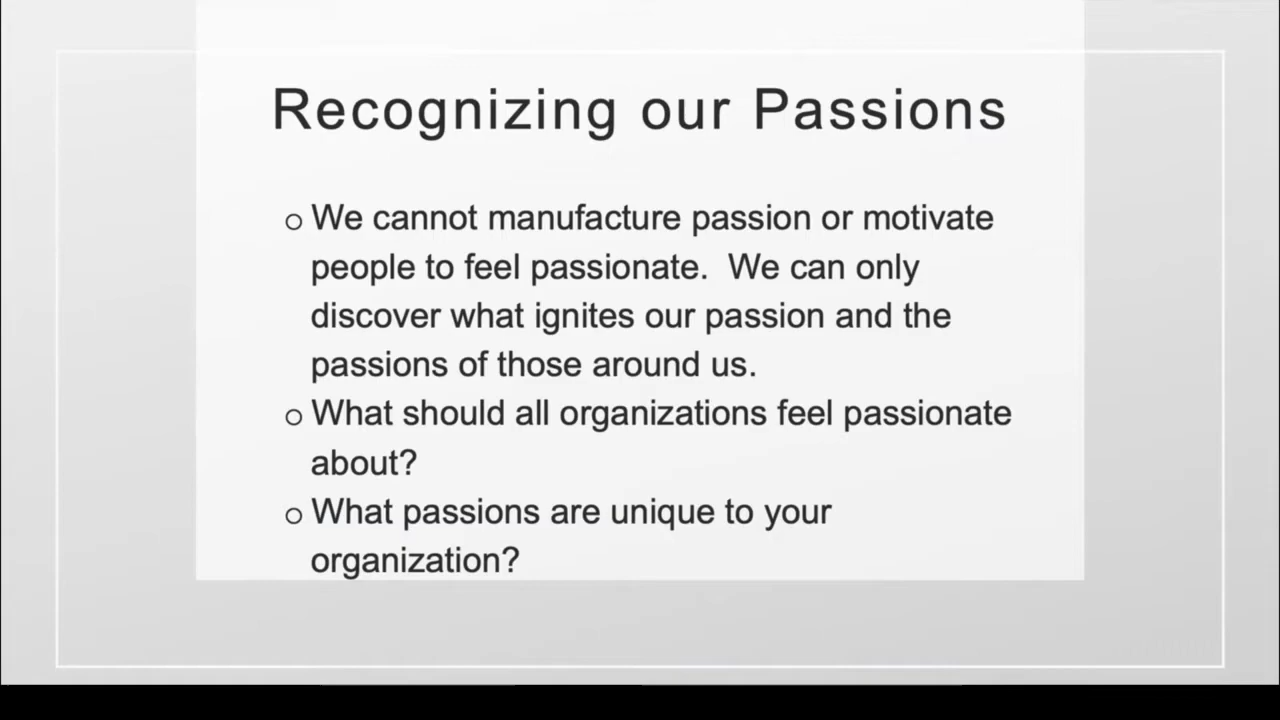 Recognizing our Passions
o We cannot manufacture passion or motivate
people to feel passionate.  We can only
discover what ignites our passion and the
passions of those around us.
o What should all organizations feel passionate
about?
o What passions are unique to your
organization?